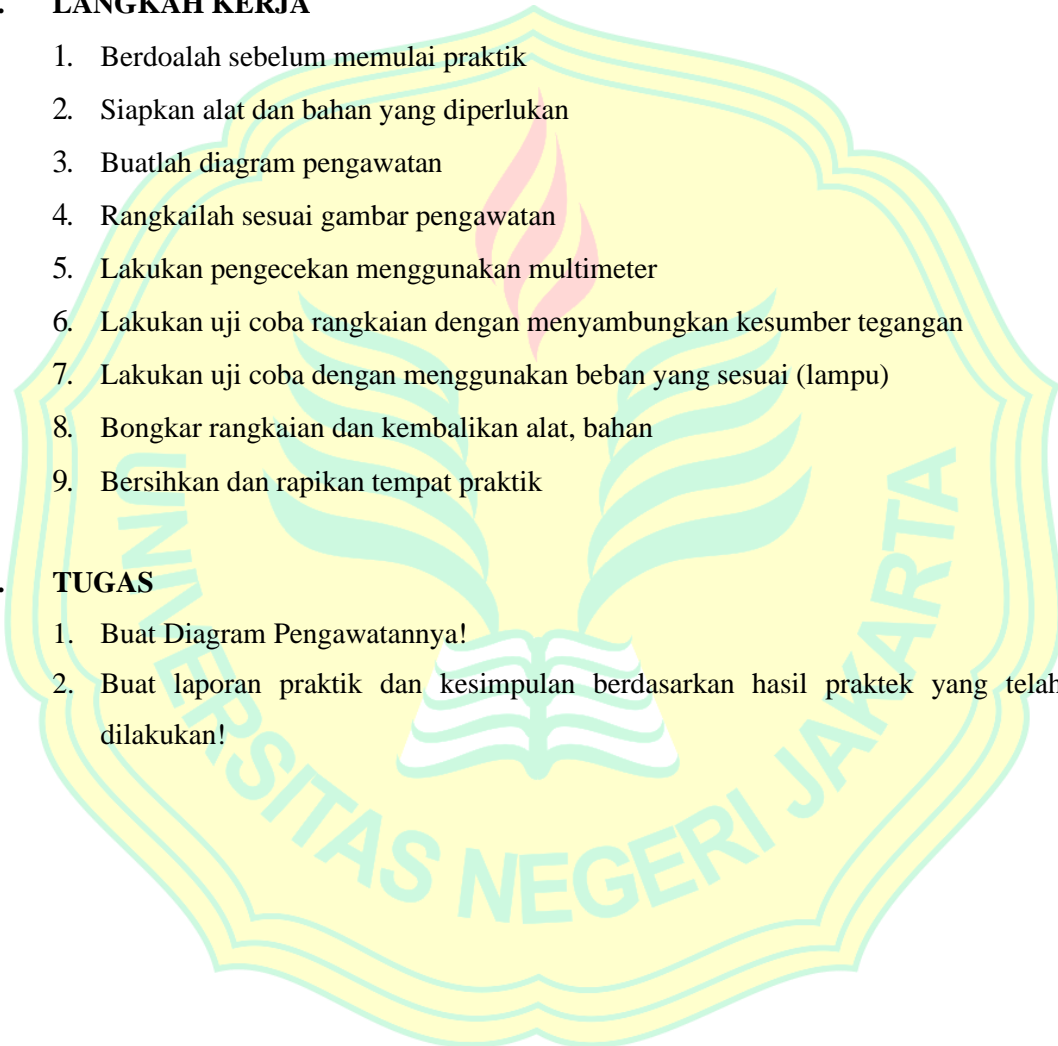 . LANGKAH KERJA
1. Berdoalah sebelum memulai praktik
2. Siapkan alat dan bahan yang diperlukan
3. Buatlah diagram pengawatan
4. Rangkailah sesuai gambar pengawatan
5. Lakukan pengecekan menggunakan multimeter
6. Lakukan uji coba rangkaian dengan menyambungkan kesumber tegangan
7. Lakukan uji coba dengan menggunakan beban yang sesuai (lampu)
8. Bongkar rangkaian dan kembalikan alat, bahan
9. Bersihkan dan rapikan tempat praktik
. TUGAS
1. Buat Diagram Pengawatannya!
2. Buat laporan praktik dan kesimpulan berdasarkan hasil praktek yang telah
dilakukan!
UNIVERSITAS NEGERI JAKARTA